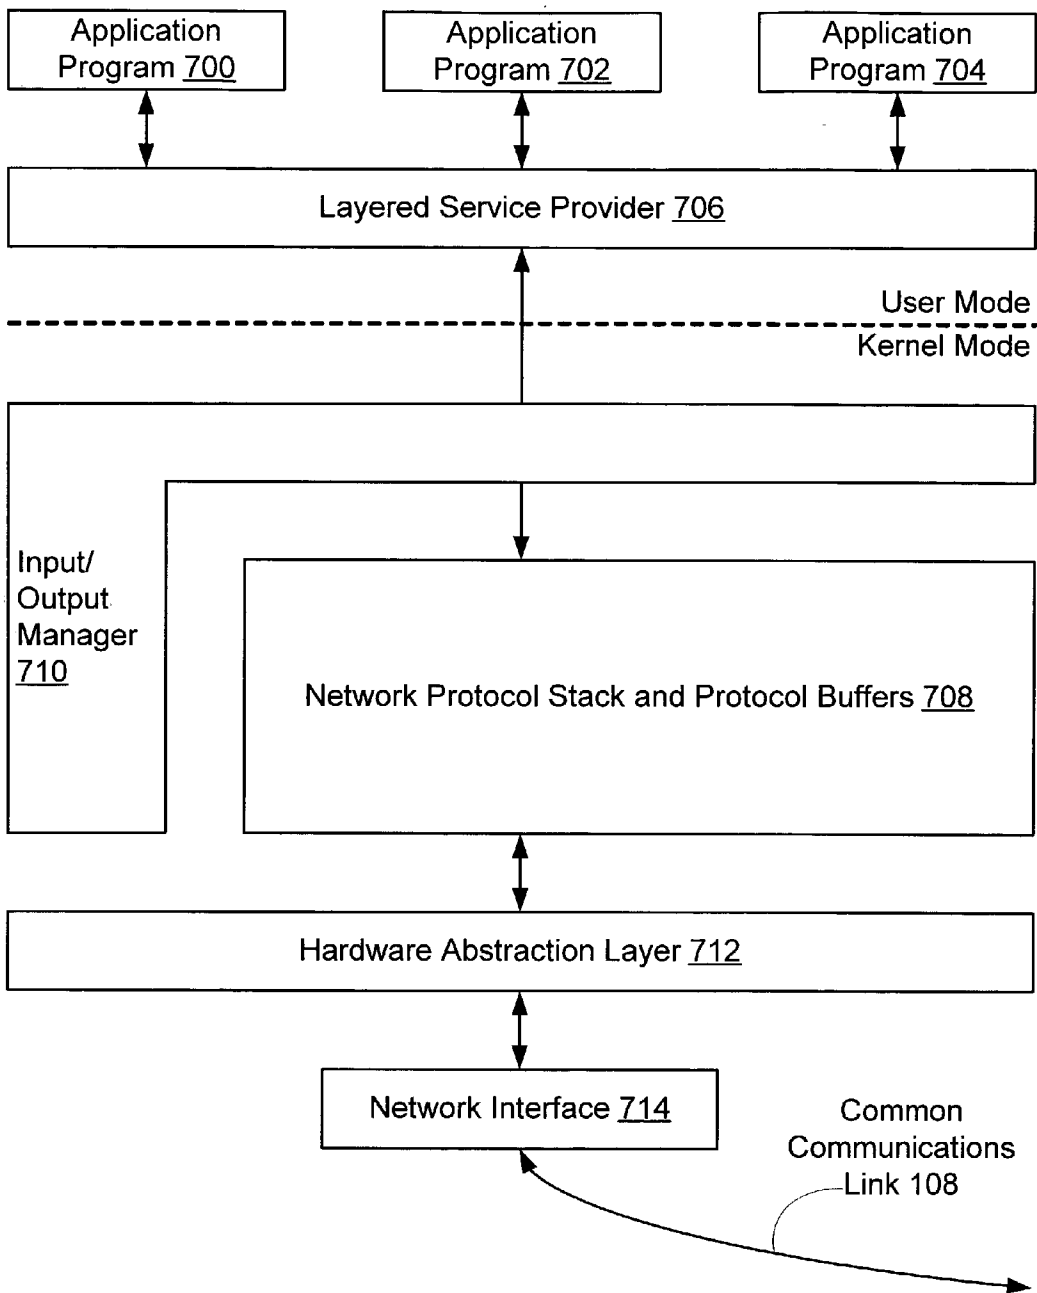 Application
Program 700
Application
Program 702
Application
Program 704
Layered Service Provider 706
User Mode
Kernel Mode
Input/
Output
Manager
710
Network Protocol Stack and Protocol Buffers 708
Hardware Abstraction Layer 712
Network Interface 714
Common
Communications
Link 108